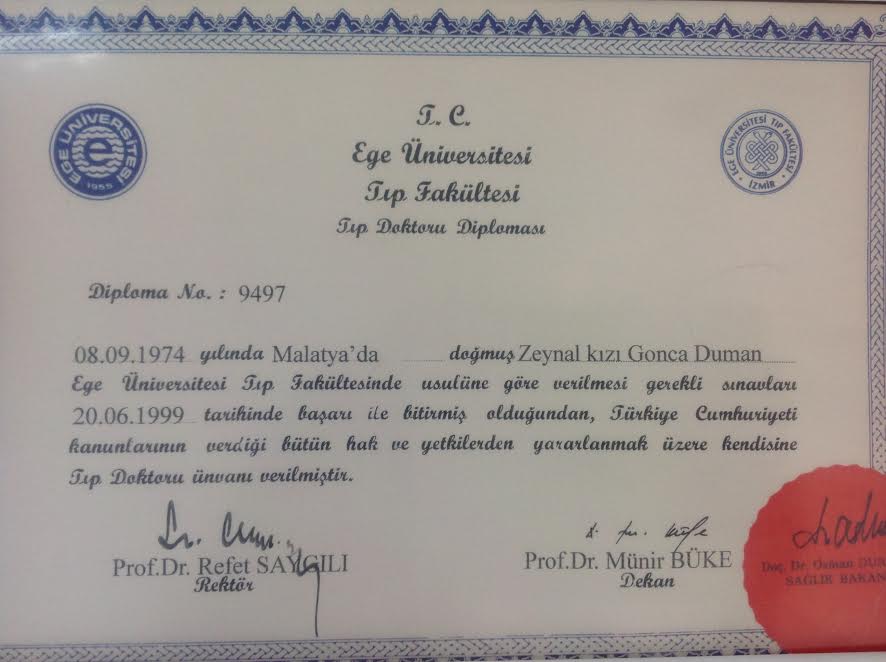 EGE ÜNİVERSİTESİ
e
1955
T. C.
Ege Üniversitesi
Tıp Fakültesi
Tıp Doktoru Diploması
EGE ÜNİVERSİTESİ TIP FAKÜLTESİ
İZMİR
Diploma No. : 9497
08.09.1974 yılında Malatya'da doğmuş Zeynal kızı Gonca Duman
Ege Üniversitesi Tıp Fakültesinde usulüne göre verilmesi gerekli sınavları
20.06.1999 tarihinde başarı ile bitirmiş olduğundan, Türkiye Cumhuriyeti
kanunlarının verdiği bütün hak ve yetkilerden yararlanmak üzere kendisine
Tıp Doktoru ünvanı verilmiştir.
Prof.Dr. Refet SAYGILI
Rektör
Prof.Dr. Münir BÜKE
Dekan
Doç. Dr. Osman DU
SAĞLIK BAKAN